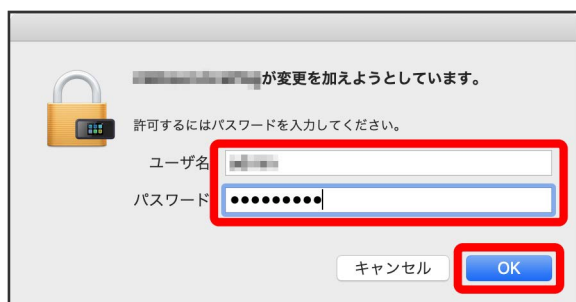 が変更を加えようとしています。
許可するにはパスワードを入力してください。
ユーザ名
パスワード ●●●●●●●●●
キャンセル OK